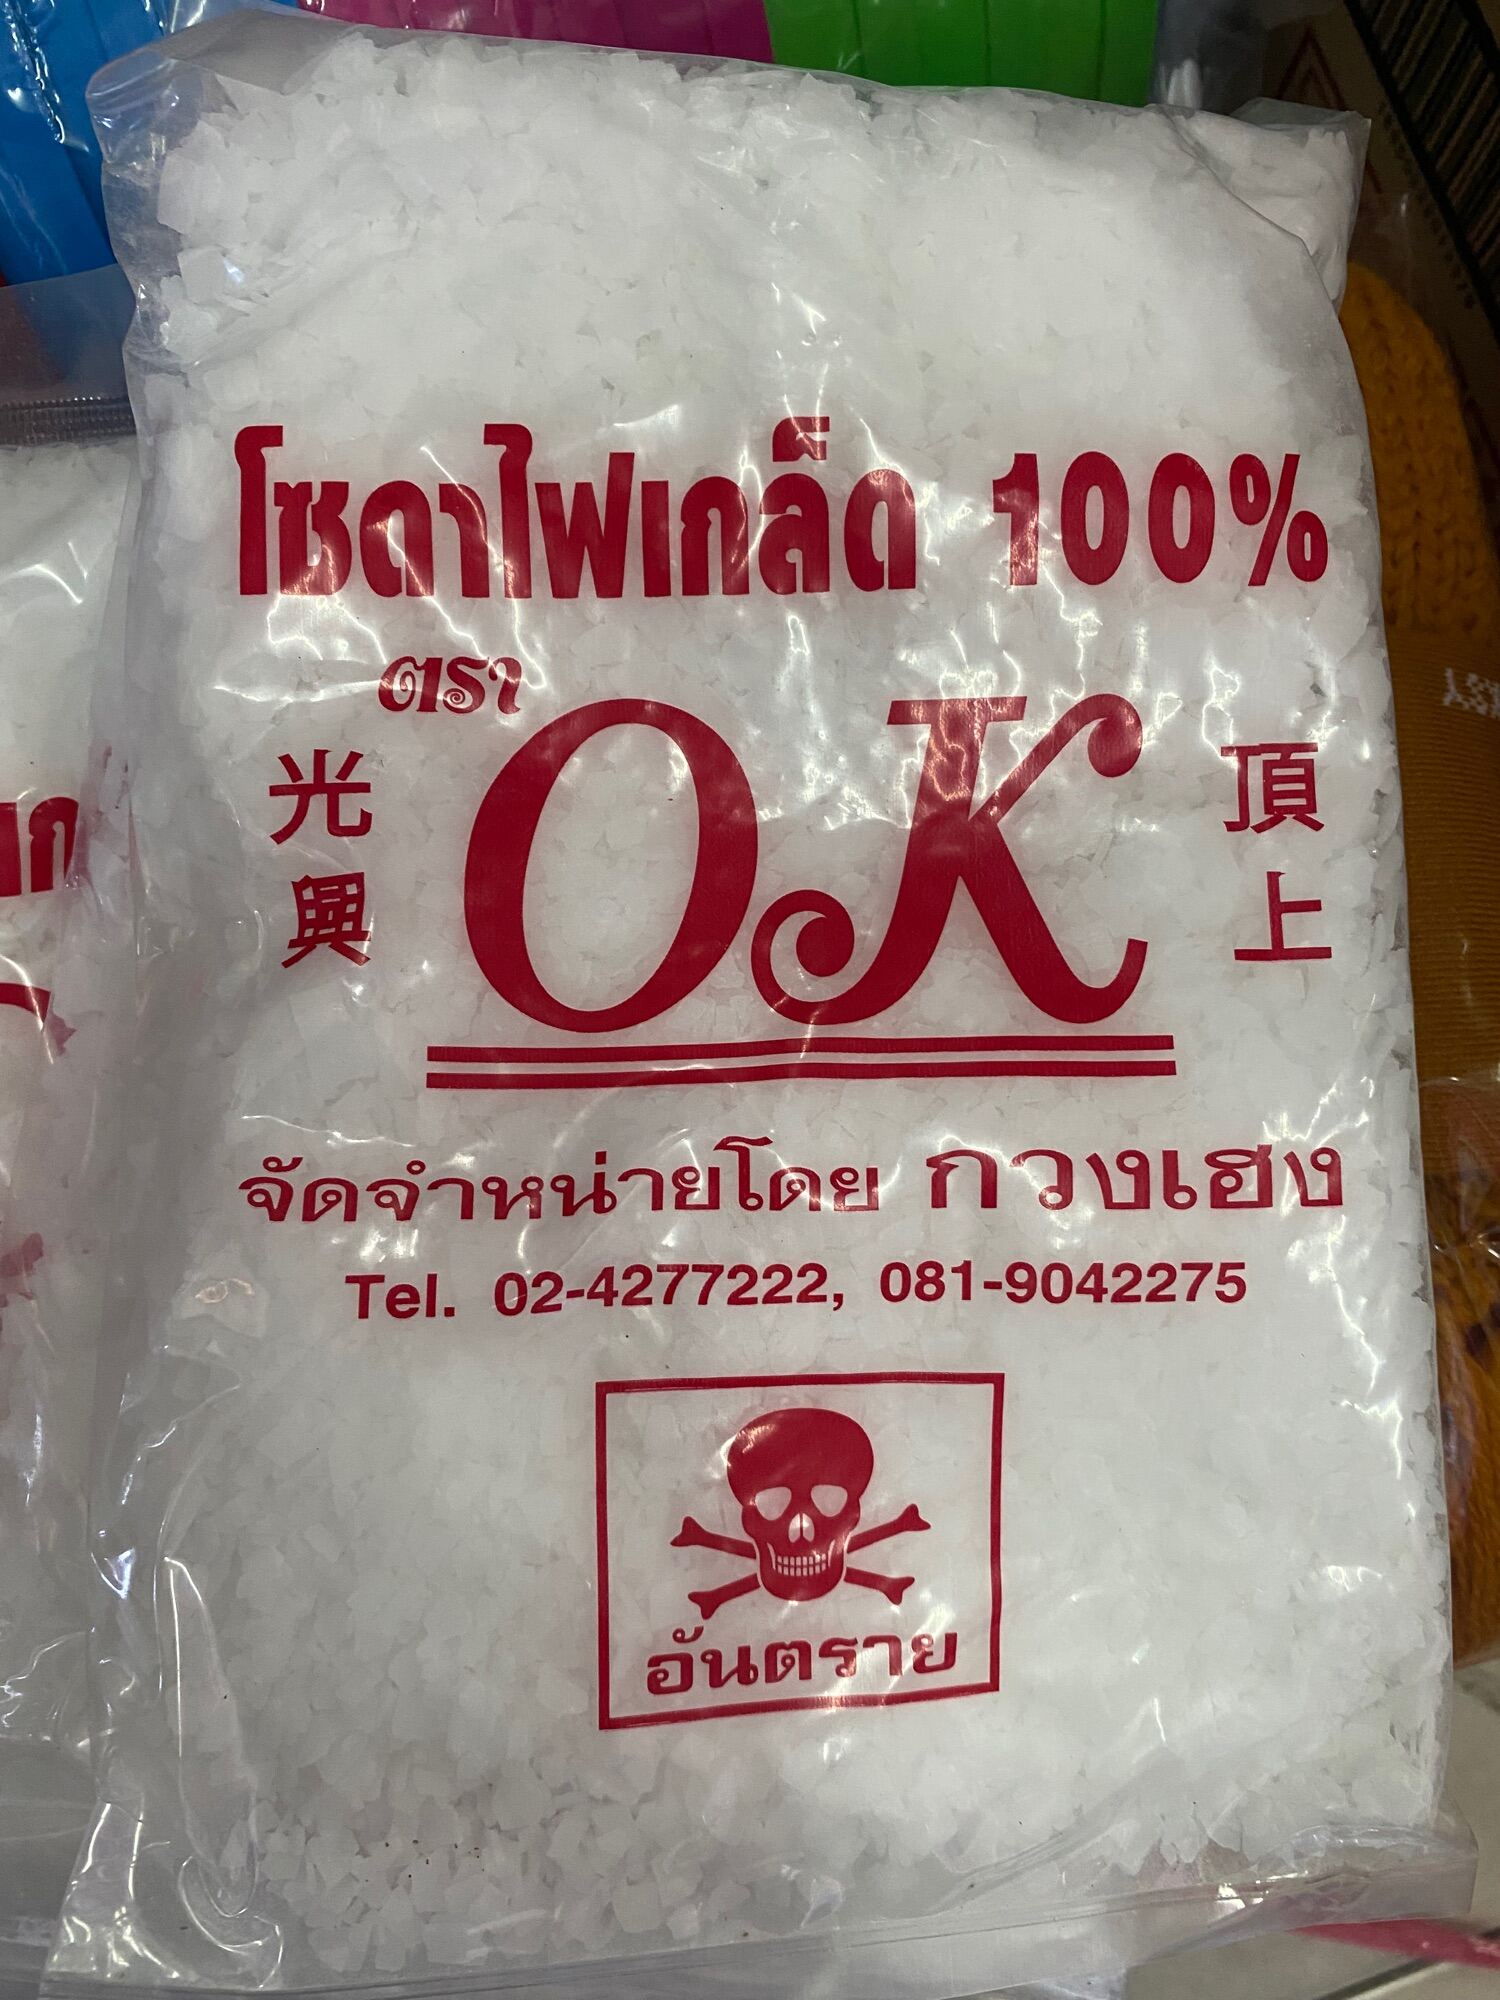 โซดาไฟเกล็ด 100%
ตรา
光興
OK
頂上
จัดจำหน่ายโดย กวงเฮง
Tel. 02-4277222, 081-9042275
อันตราย